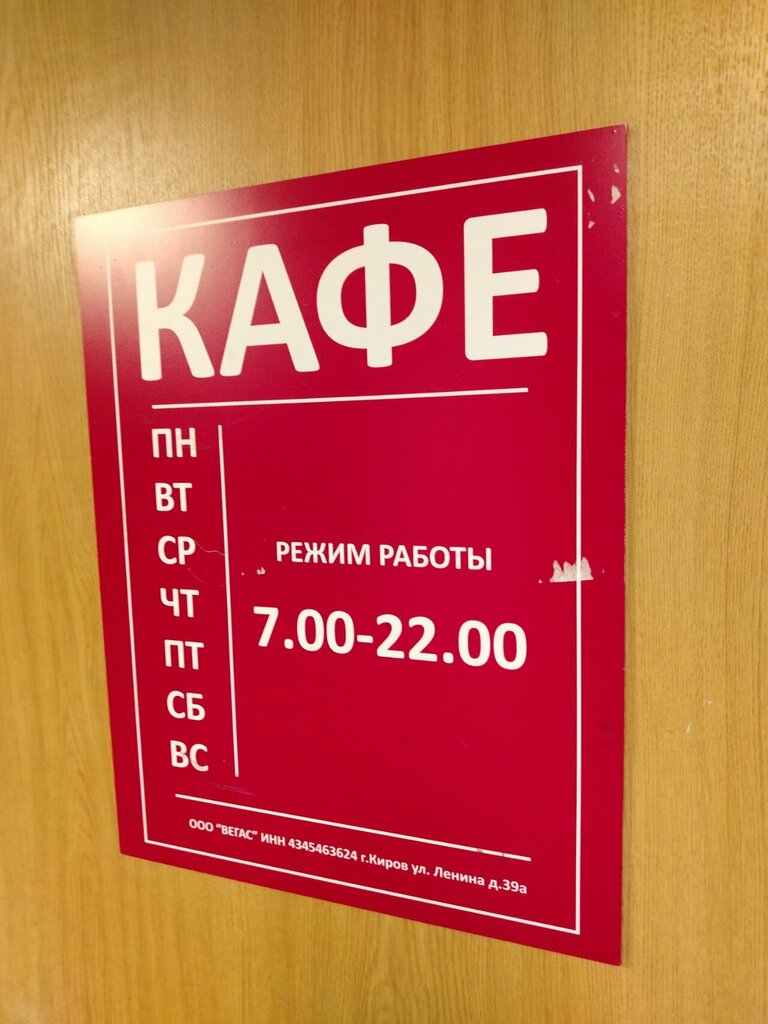 КАФЕ
ПН
ВТ
СР
ЧТ
ПТ
СБ
ВС
РЕЖИМ РАБОТЫ
7.00-22.00
ООО "ВЕГАС" ИНН 4345463624 г.Киров ул. Ленина д.39а